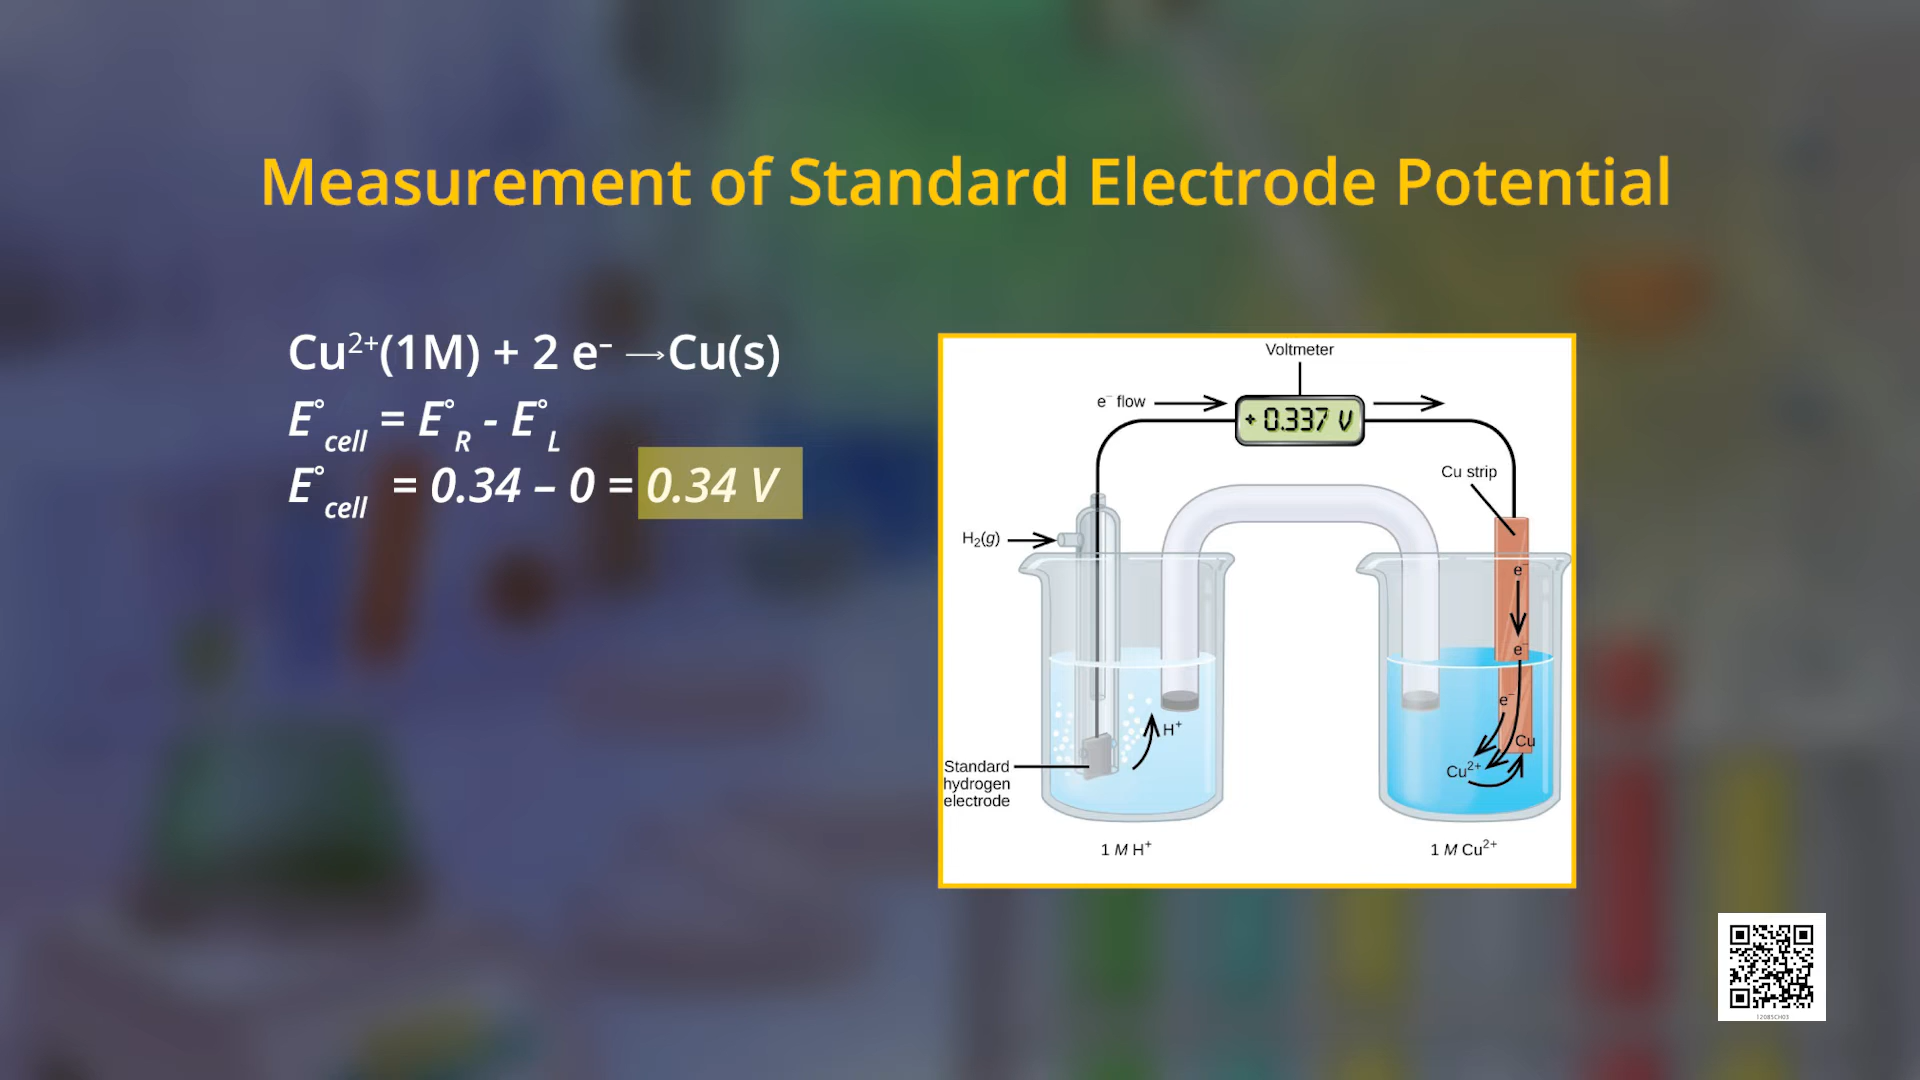 Measurement of Standard Electrode Potential
Cu²⁺(1M) + 2 e⁻ →Cu(s)
E°cell = E°R - E°L
E°cell = 0.34 – 0 = 0.34 V
Voltmeter
e⁻ flow
+ 0.337 V
Cu strip
H₂(g)
e⁻
e⁻
e⁻
H⁺
Cu
Cu²⁺
Standard
hydrogen
electrode
1 M H⁺
1 M Cu²⁺
12085CH03